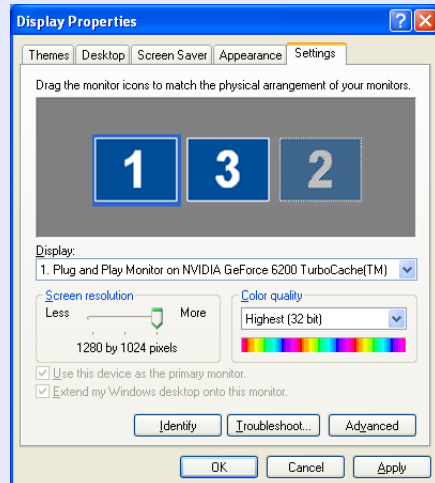 Display Properties
Themes Desktop Screen Saver Appearance Settings
Drag the monitor icons to match the physical arrangement of your monitors.
1 3 2
Display:
1. Plug and Play Monitor on NVIDIA GeForce 6200 TurboCache(TM)
Screen resolution
Less More
1280 by 1024 pixels
Color quality
Highest (32 bit)
Use this device as the primary monitor.
Extend my Windows desktop onto this monitor.
Identify Troubleshoot... Advanced
OK Cancel Apply